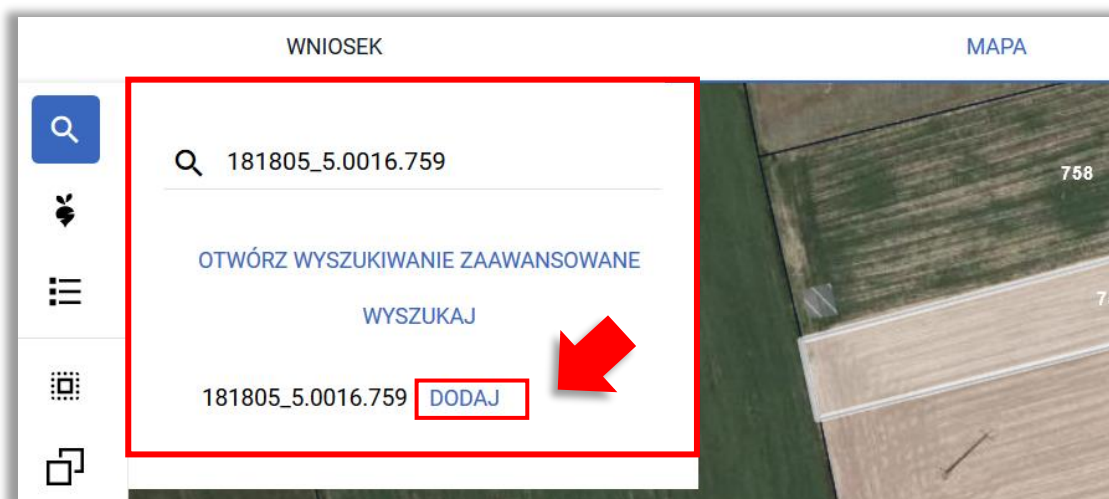 WNIOSEK
MAPA
181805_5.0016.759
OTWÓRZ WYSZUKIWANIE ZAAWANSOWANE
WYSZUKAJ
181805_5.0016.759 DODAJ
758